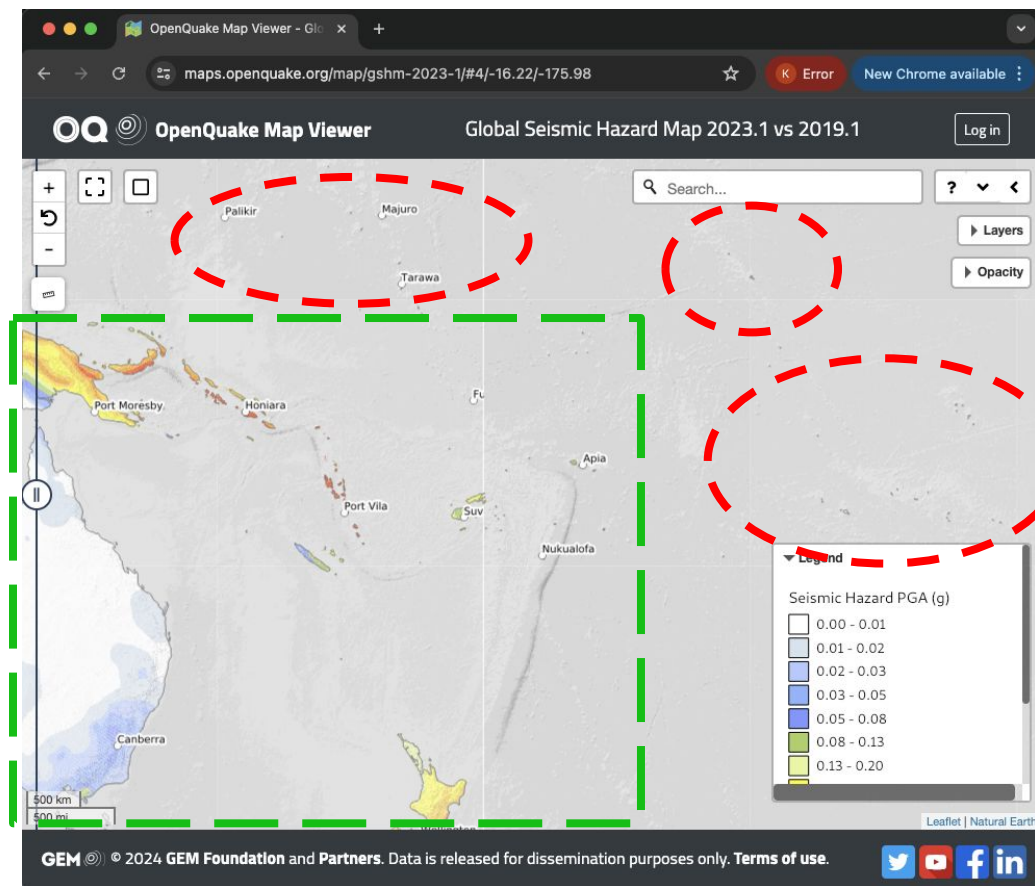 OpenQuake Map Viewer - Glo
maps.openquake.org/map/gshm-2023-1/#4/-16.22/-175.98
K Error
New Chrome available
OQ OpenQuake Map Viewer
Global Seismic Hazard Map 2023.1 vs 2019.1
Log in
Search...
?
Layers
Opacity
Palikir
Majuro
Tarawa
Port Moresby
Honiara
Fu
Apia
Port Vila
Suv
Nukualofa
Canberra
Wellington
500 km
500 mi
Legend
Seismic Hazard PGA (g)
0.00 - 0.01
0.01 - 0.02
0.02 - 0.03
0.03 - 0.05
0.05 - 0.08
0.08 - 0.13
0.13 - 0.20
Leaflet | Natural Earth
GEM © 2024 GEM Foundation and Partners. Data is released for dissemination purposes only. Terms of use.